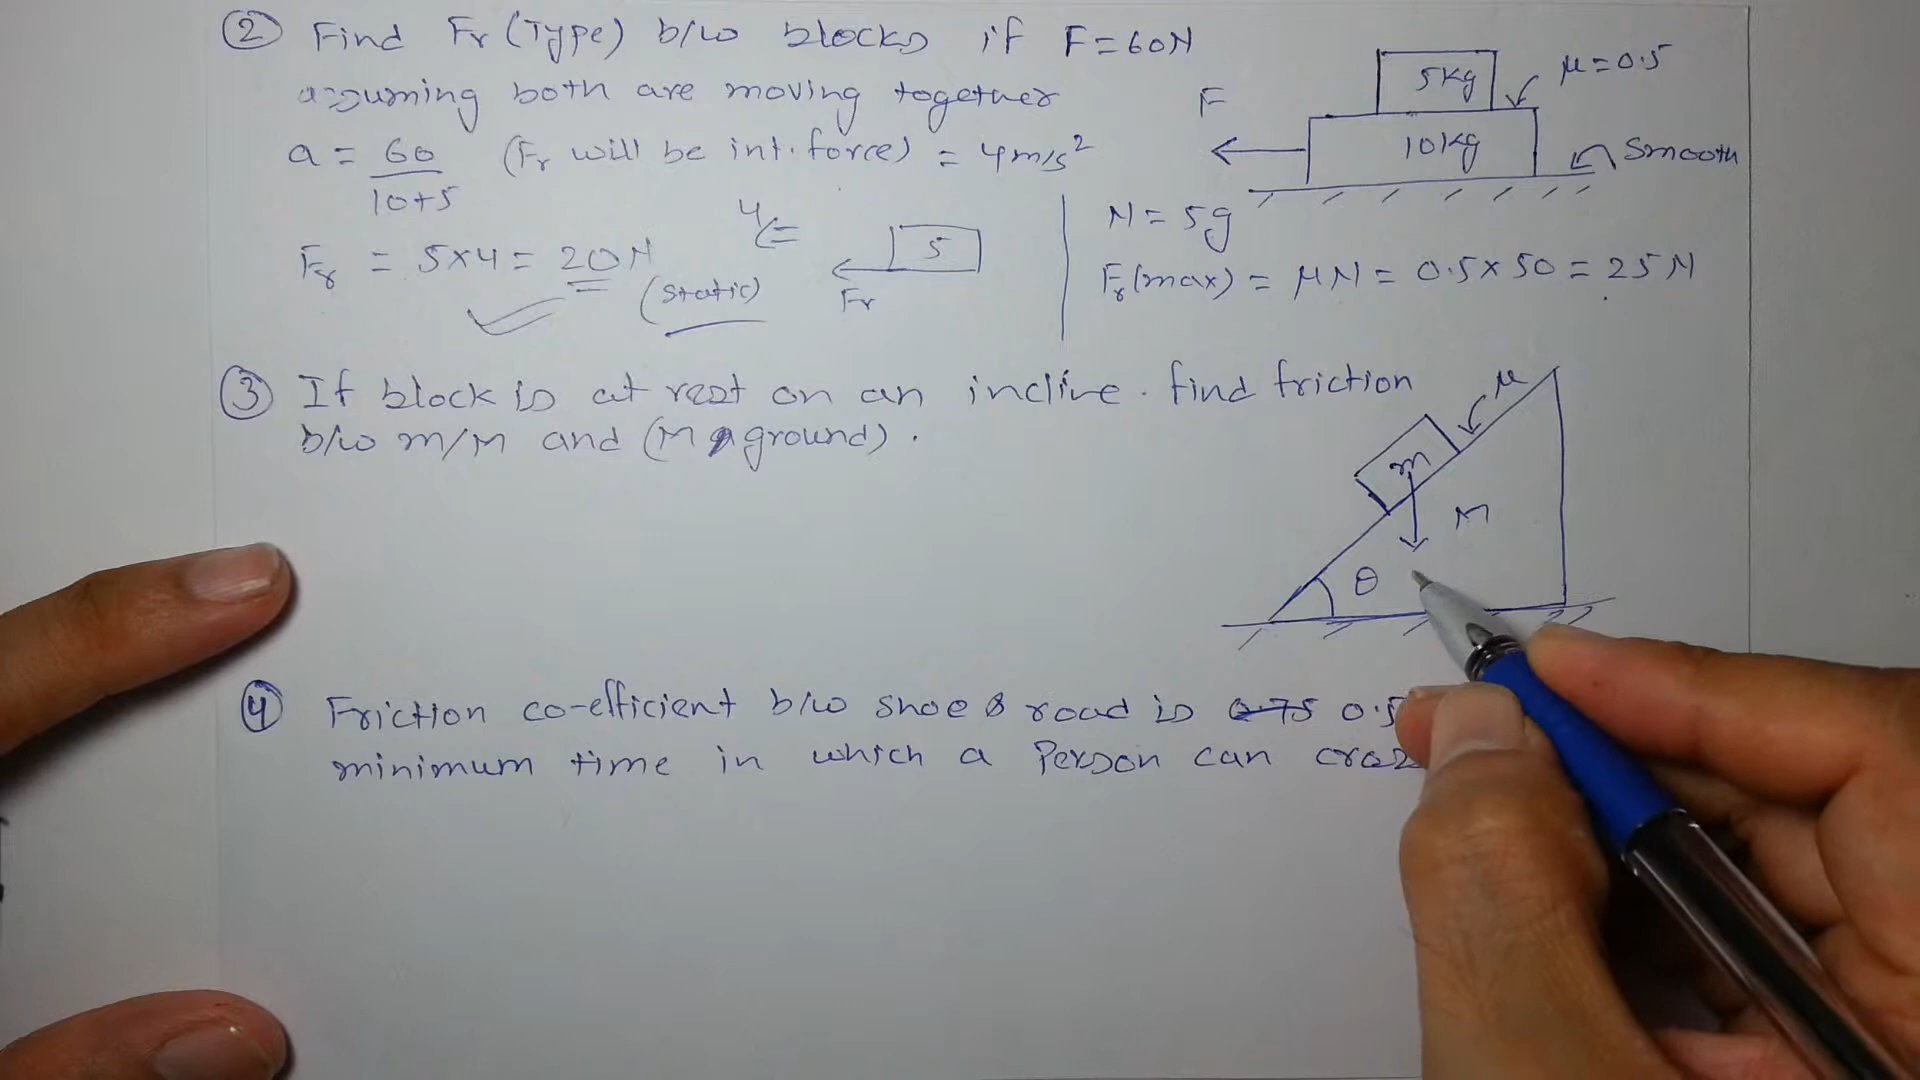 ② Find Fr (Type) b/w blocks if F=60N
assuming both are moving together
a = 60/10+5 (Fr will be int. force) = 4m/s²
Fr = 5×4 = 20N
(static)
4
5
Fr
5kg
μ=0.5
F
10kg
Smooth
N = 5g
Fr(max) = μN = 0.5×50 = 25N
③ If block is at rest on an incline. find friction
b/w m/M and (M ground).
μ
m
M
θ
④ Friction co-efficient b/w shoe & road is 0.75 0.5
minimum time in which a Person can